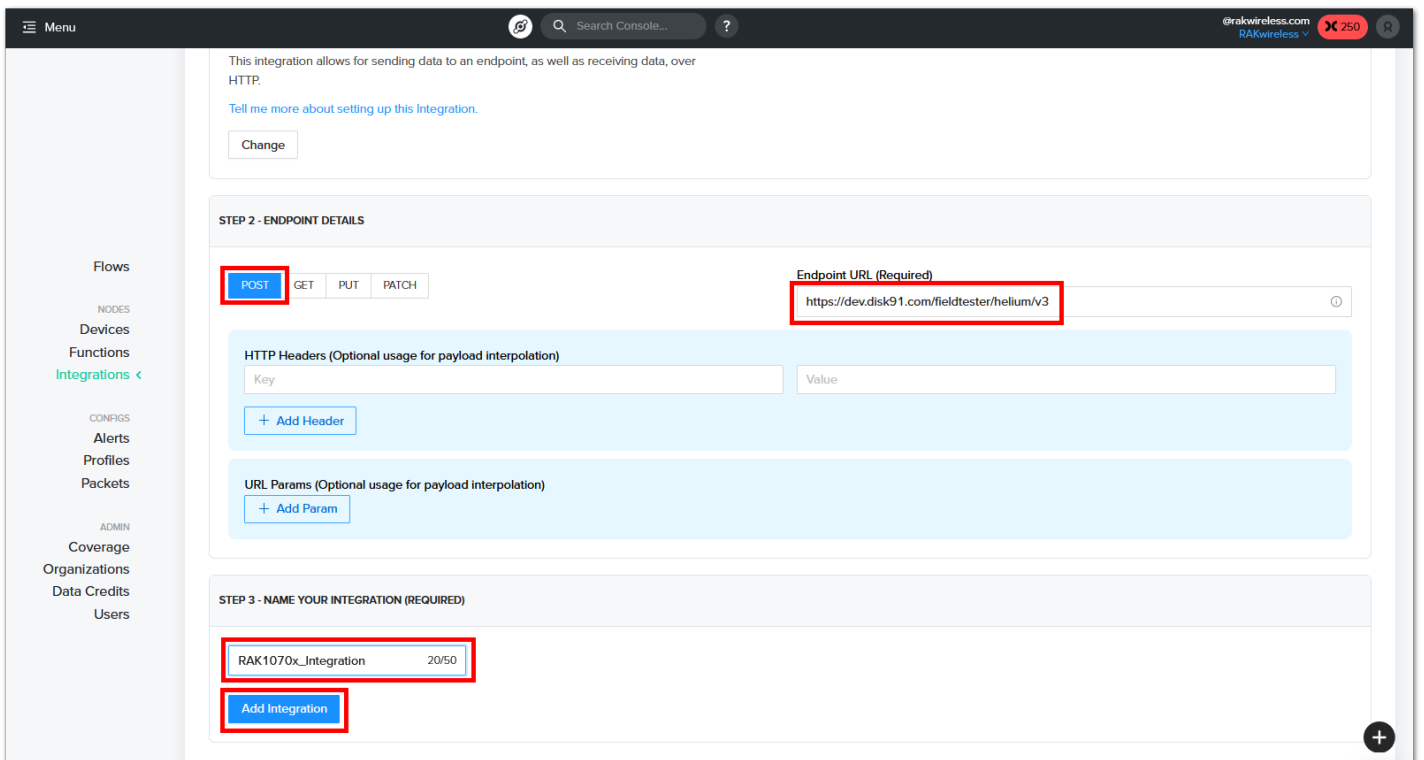 Menu
Search Console...
?
@rakwireless.com
RAKwireless
250
This integration allows for sending data to an endpoint, as well as receiving data, over
HTTP.
Tell me more about setting up this Integration.
Change
STEP 2 - ENDPOINT DETAILS
POST GET PUT PATCH
Endpoint URL (Required)
https://dev.disk91.com/fieldtester/helium/v3
HTTP Headers (Optional usage for payload interpolation)
Key
Value
+ Add Header
URL Params (Optional usage for payload interpolation)
+ Add Param
STEP 3 - NAME YOUR INTEGRATION (REQUIRED)
RAK1070x_Integration 20/50
Add Integration
Flows
NODES
Devices
Functions
Integrations <
CONFIGS
Alerts
Profiles
Packets
ADMIN
Coverage
Organizations
Data Credits
Users